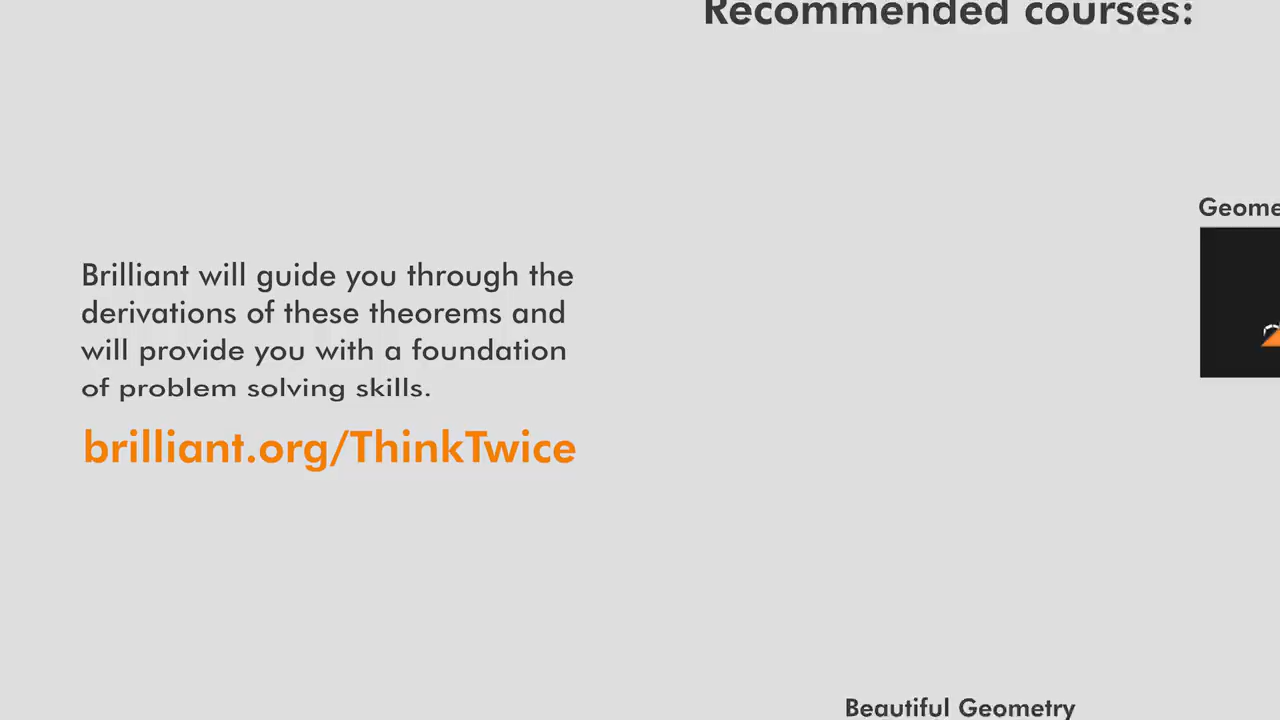 Recommended courses:
Brilliant will guide you through the
derivations of these theorems and
will provide you with a foundation
of problem solving skills.
brilliant.org/ThinkTwice
Beautiful Geometry